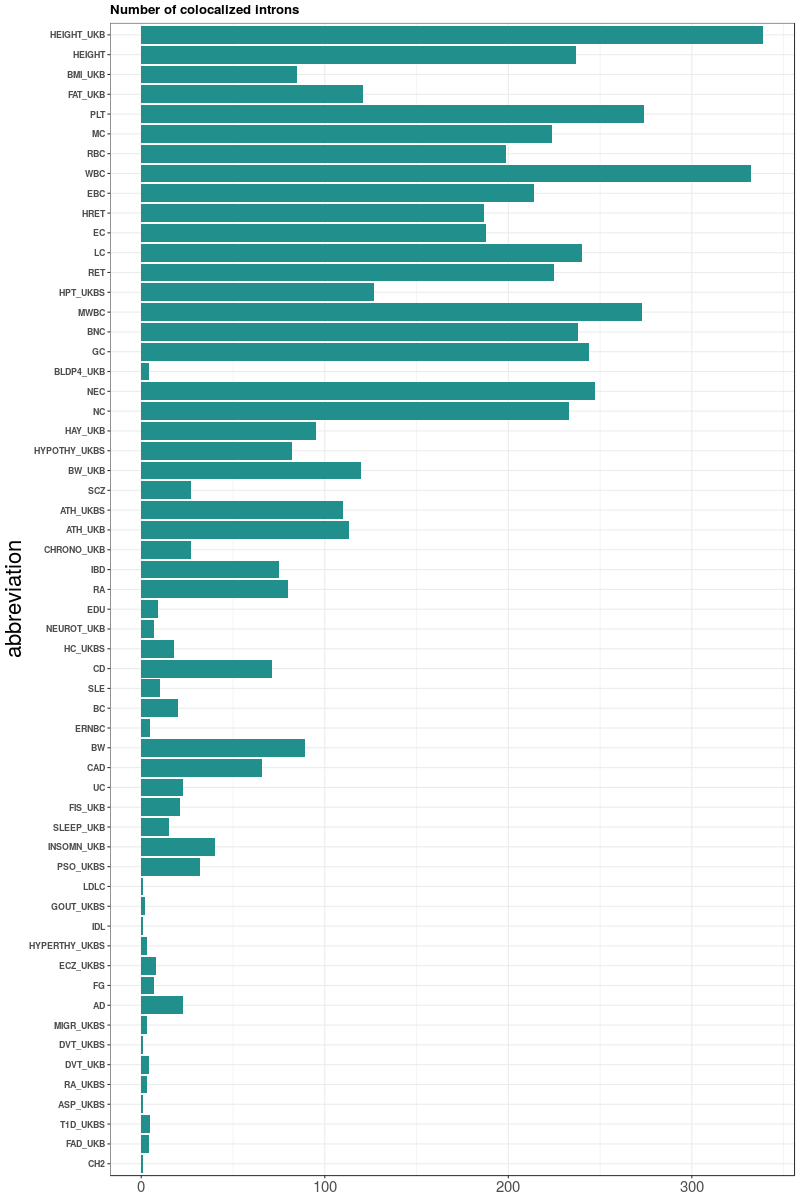 Number of colocalized introns
HEIGHT_UKB
HEIGHT
BMI_UKB
FAT_UKB
PLT
MC
RBC
WBC
EBC
HRET
EC
LC
RET
HPT_UKBS
MWBC
BNC
GC
BLDP4_UKB
NEC
NC
HAY_UKB
HYPOTHY_UKBS
BW_UKB
SCZ
ATH_UKBS
ATH_UKB
CHRONO_UKB
IBD
RA
EDU
NEUROT_UKB
HC_UKBS
CD
SLE
BC
ERNBC
BW
CAD
UC
FIS_UKB
SLEEP_UKB
INSOMN_UKB
PSO_UKBS
LDLC
GOUT_UKBS
IDL
HYPERTHY_UKBS
ECZ_UKBS
FG
AD
MIGR_UKBS
DVT_UKBS
DVT_UKB
RA_UKBS
ASP_UKBS
T1D_UKBS
FAD_UKB
CH2
abbreviation
0 100 200 300